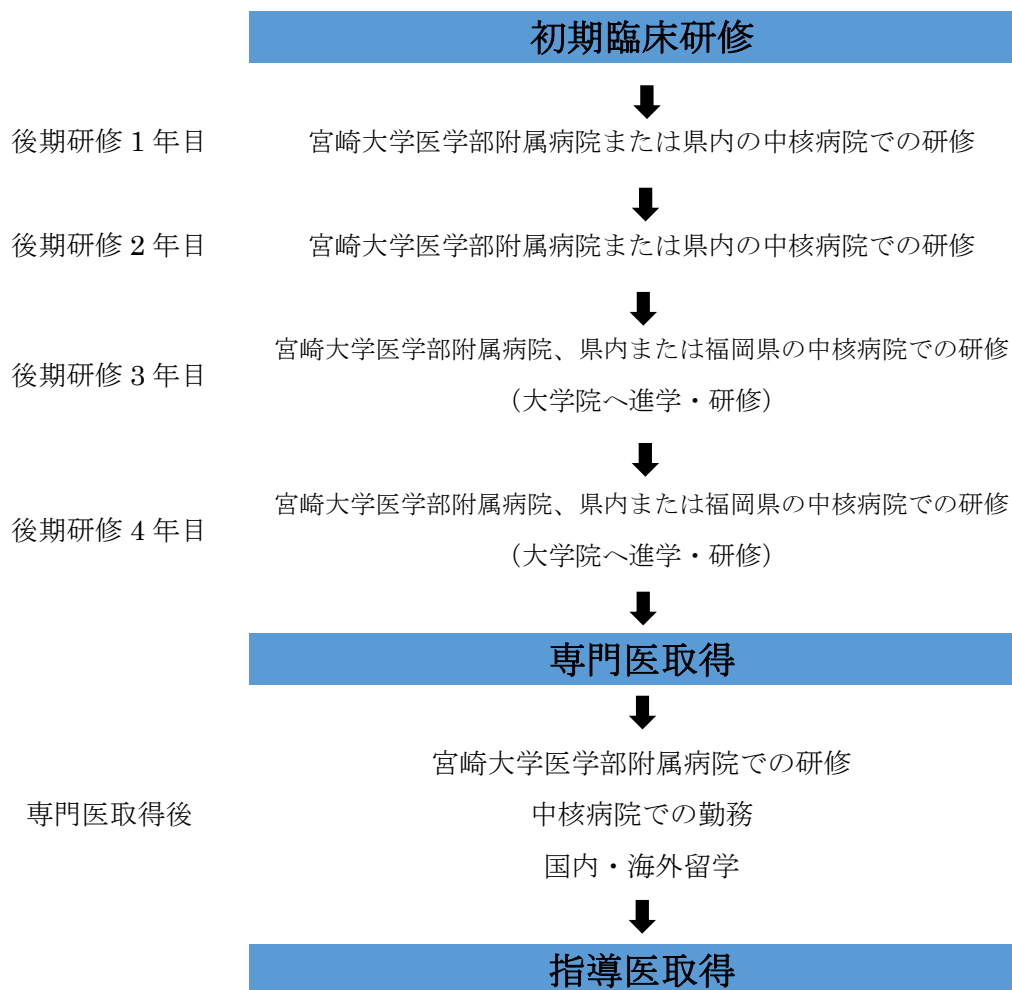 初期臨床研修
後期研修 1 年目
宮崎大学医学部附属病院または県内の中核病院での研修
後期研修 2 年目
宮崎大学医学部附属病院または県内の中核病院での研修
後期研修 3 年目
宮崎大学医学部附属病院、県内または福岡県の中核病院での研修
（大学院へ進学・研修）
後期研修 4 年目
宮崎大学医学部附属病院、県内または福岡県の中核病院での研修
（大学院へ進学・研修）
専門医取得
専門医取得後
宮崎大学医学部附属病院での研修
中核病院での勤務
国内・海外留学
指導医取得